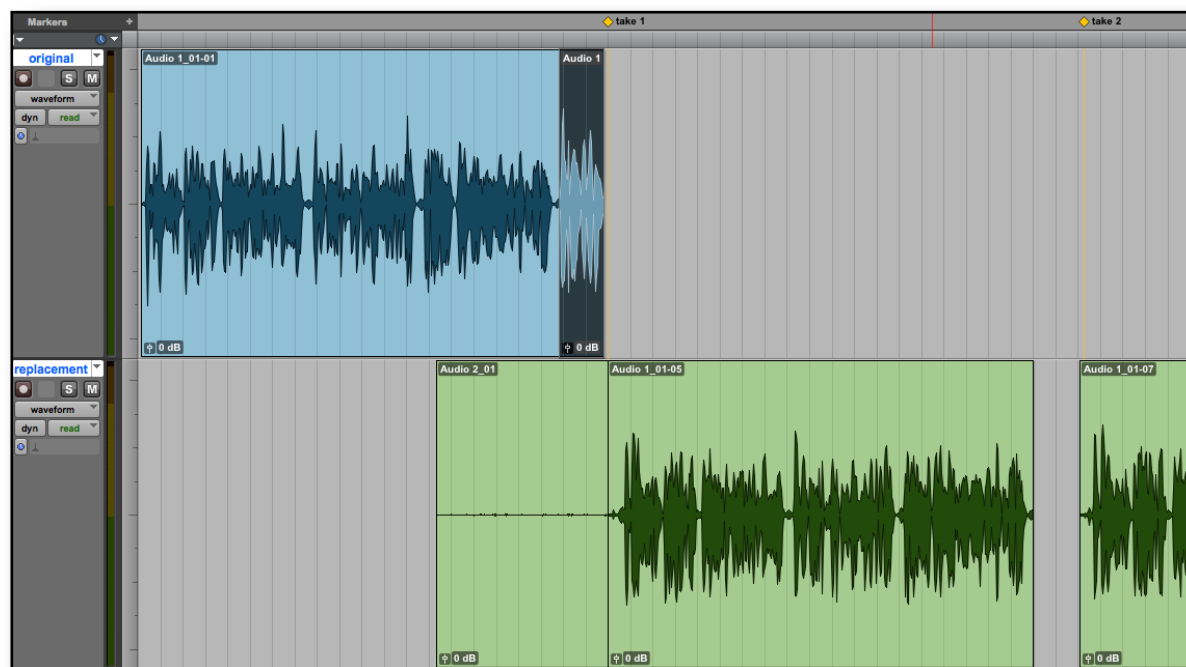 Markers
take 1
take 2
original
S M
waveform
dyn read
Audio 1_01-01
Audio 1
0 dB
0 dB
replacement
S M
waveform
dyn read
Audio 2_01
Audio 1_01-05
Audio 1_01-07
0 dB
0 dB
0 dB